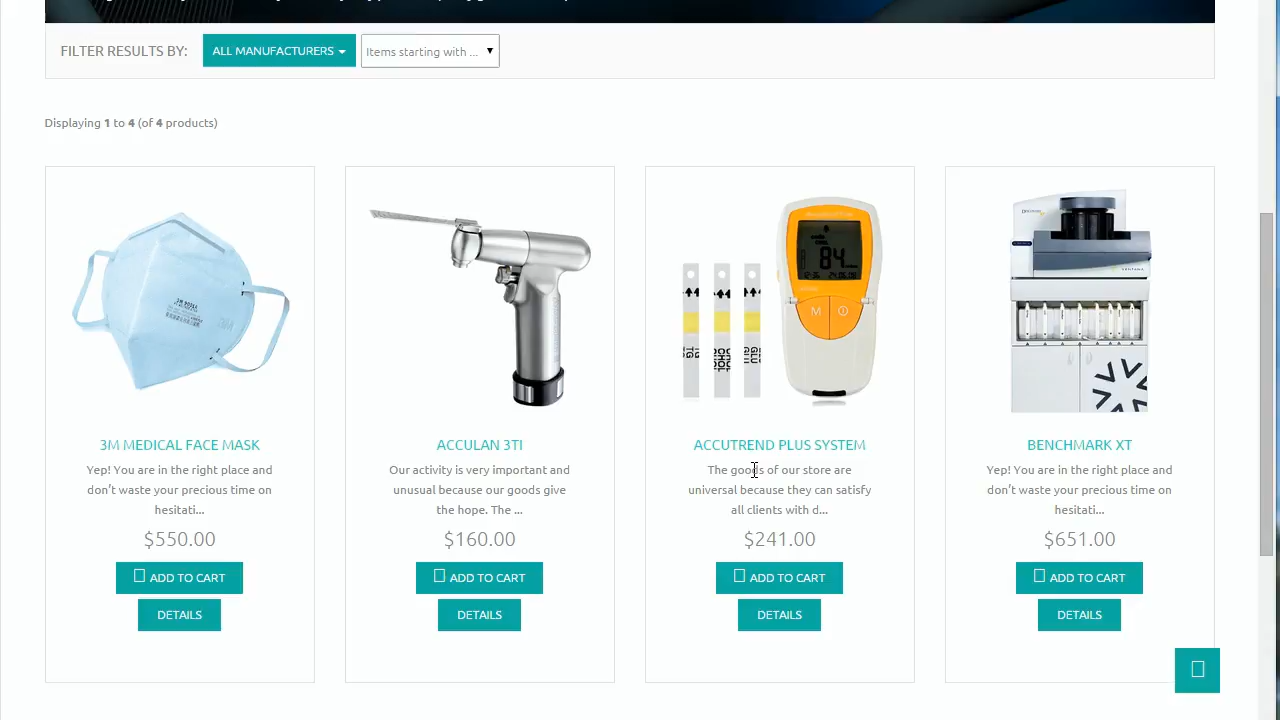 FILTER RESULTS BY:
ALL MANUFACTURERS
Items starting with ...
Displaying 1 to 4 (of 4 products)
84
M
3M MEDICAL FACE MASK
Yep! You are in the right place and
don't waste your precious time on
hesitati...
$550.00
ADD TO CART
DETAILS
ACCULAN 3TI
Our activity is very important and
unusual because our goods give
the hope. The ...
$160.00
ADD TO CART
DETAILS
ACCUTREND PLUS SYSTEM
The goods of our store are
universal because they can satisfy
all clients with d...
$241.00
ADD TO CART
DETAILS
BENCHMARK XT
Yep! You are in the right place and
don't waste your precious time on
hesitati...
$651.00
ADD TO CART
DETAILS